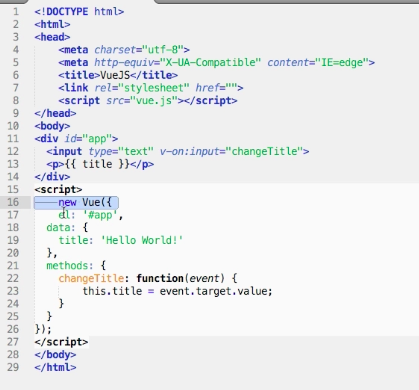 1 <!DOCTYPE html>
2 <html>
3 <head>
4 <meta charset="utf-8">
5 <meta http-equiv="X-UA-Compatible" content="IE=edge">
6 <title>VueJS</title>
7 <link rel="stylesheet" href="">
8 <script src="vue.js"></script>
9 </head>
10 <body>
11 <div id="app">
12 <input type="text" v-on:input="changeTitle">
13 <p>{{ title }}</p>
14 </div>
15 <script>
16 new Vue({
17 el: '#app',
18 data: {
19 title: 'Hello World!'
20 },
21 methods: {
22 changeTitle: function(event) {
23 this.title = event.target.value;
24 }
25 }
26 });
27 </script>
28 </body>
29 </html>